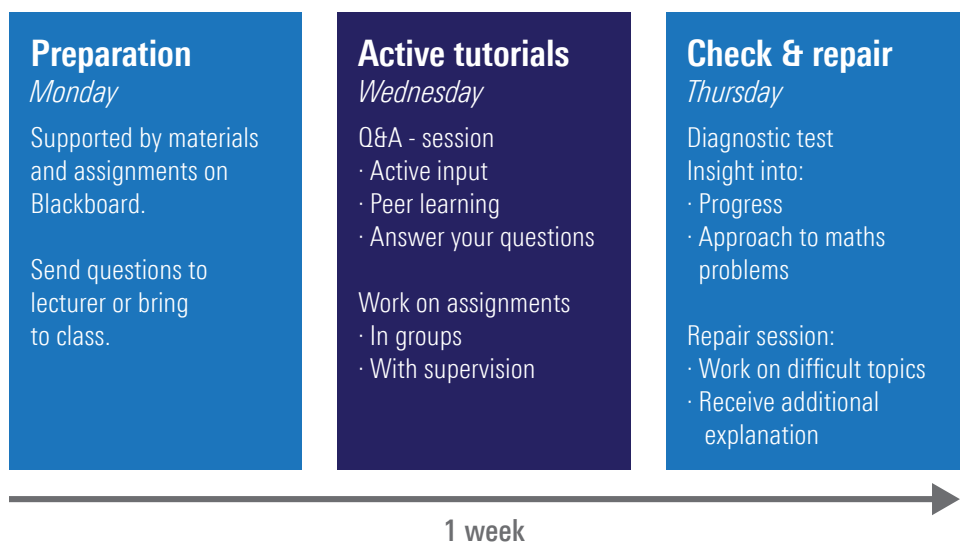 Preparation
Monday
Supported by materials
and assignments on
Blackboard.
Send questions to
lecturer or bring
to class.
Active tutorials
Wednesday
Q&A - session
· Active input
· Peer learning
· Answer your questions
Work on assignments
· In groups
· With supervision
Check & repair
Thursday
Diagnostic test
Insight into:
· Progress
· Approach to maths
problems
Repair session:
· Work on difficult topics
· Receive additional
explanation
1 week